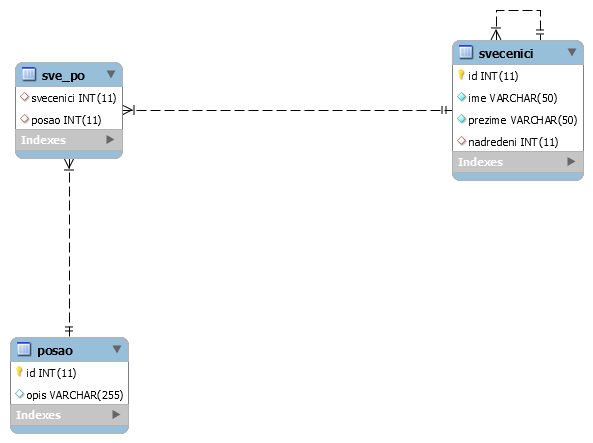 sve_po
svecenici INT(11)
posao INT(11)
Indexes
svecenici
id INT(11)
ime VARCHAR(50)
prezime VARCHAR(50)
nadredeni INT(11)
Indexes
posao
id INT(11)
opis VARCHAR(255)
Indexes